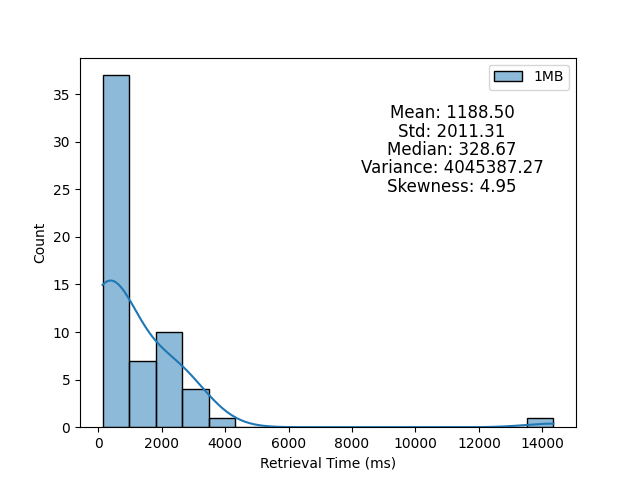 1MB
Mean: 1188.50
Std: 2011.31
Median: 328.67
Variance: 4045387.27
Skewness: 4.95
35
30
25
20
15
10
5
0
Count
0 2000 4000 6000 8000 10000 12000 14000
Retrieval Time (ms)